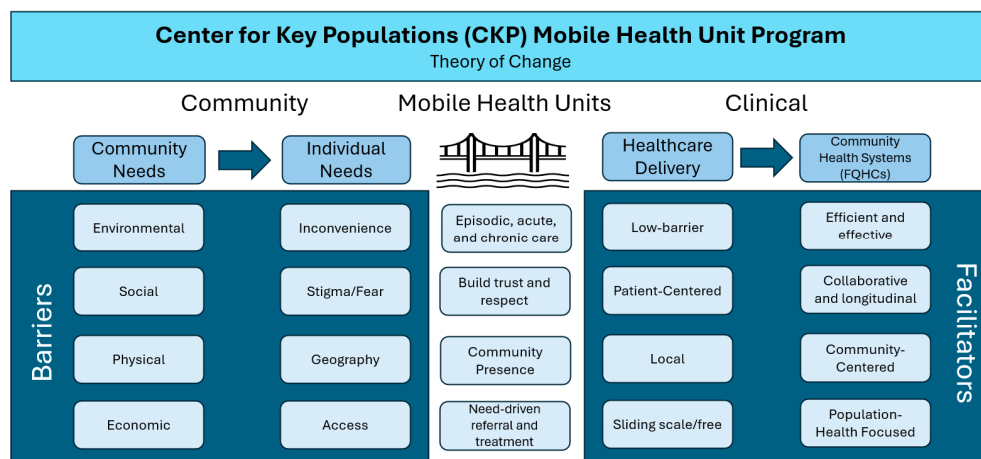 Center for Key Populations (CKP) Mobile Health Unit Program
Theory of Change
Community
Mobile Health Units
Clinical
Community
Needs
Individual
Needs
Healthcare
Delivery
Community
Health Systems
(FQHCs)
Barriers
Environmental
Social
Physical
Economic
Inconvenience
Stigma/Fear
Geography
Access
Episodic, acute,
and chronic care
Build trust and
respect
Community
Presence
Need-driven
referral and
treatment
Low-barrier
Patient-Centered
Local
Sliding scale/free
Efficient and
effective
Collaborative
and longitudinal
Community-
Centered
Population-
Health Focused
Facilitators